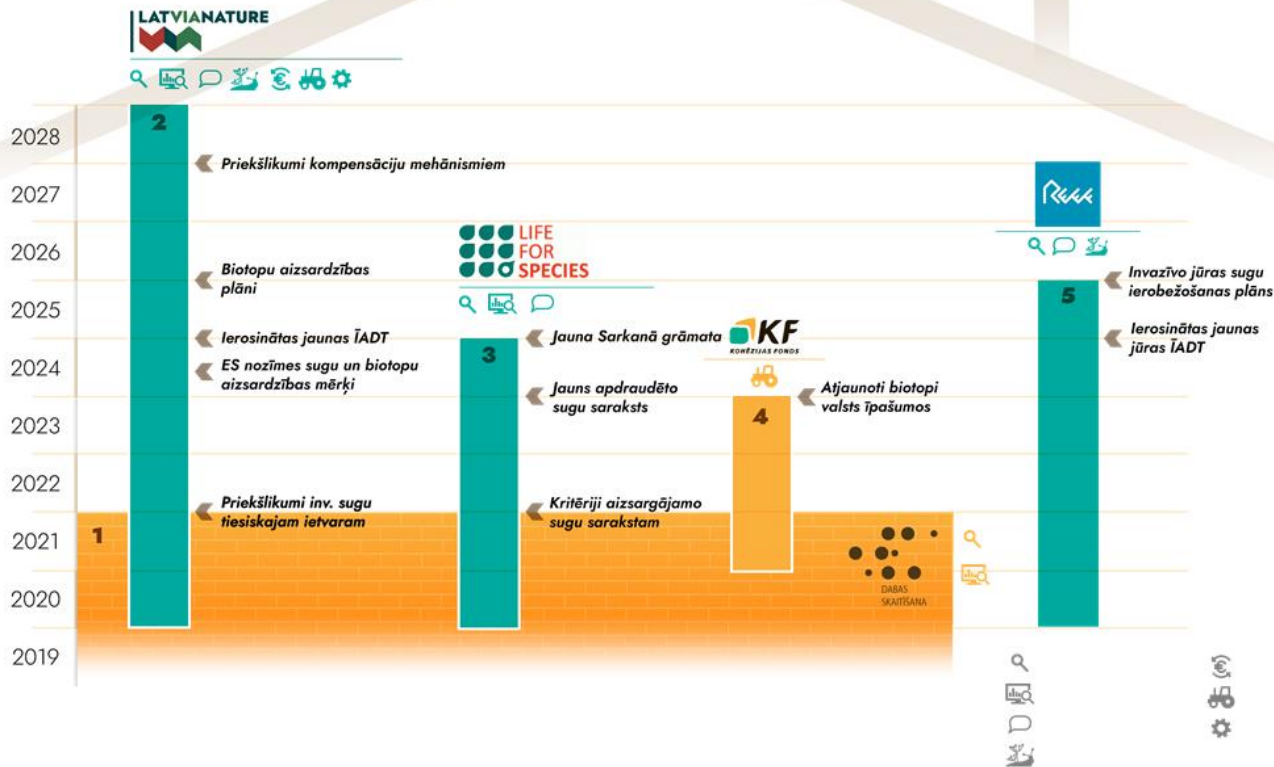 LATVIANATURE
2028
2027
2026
2025
2024
2023
2022
2021
2020
2019
2
Priekšlikumi kompensāciju mehānismiem
Biotopu aizsardzības
plāni
Ierosinātas jaunas ĪADT
ES nozīmes sugu un biotopu
aizsardzības mērķi
Priekšlikumi inv. sugu
tiesiskajam ietvaram
1
LIFE
FOR
SPECIES
3
Jauna Sarkanā grāmata
Jauns apdraudēto
sugu saraksts
Kritēriji aizsargājamo
sugu sarakstam
KF
KOHĒZIJAS FONDS
4
Atjaunoti biotopi
valsts īpašumos
DABAS
SKAITĪŠANA
REEF
5
Invazīvo jūras sugu
ierobežošanas plāns
Ierosinātas jaunas
jūras ĪADT